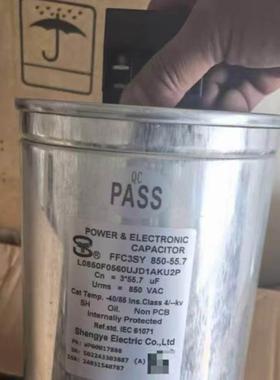 QC
PASS
POWER & ELECTRONIC
CAPACITOR
FFC3SY 850-55.7
L0850F0560UJD1AKU2P
Cn = 3*55.7 uF
Urms = 850 VAC
Cat Temp. -40/85 Ins.Class 4/--kv
SH Oil. Non PCB
Internally Protected
Ref.std. IEC 61071
Shengye Electric Co.,Ltd